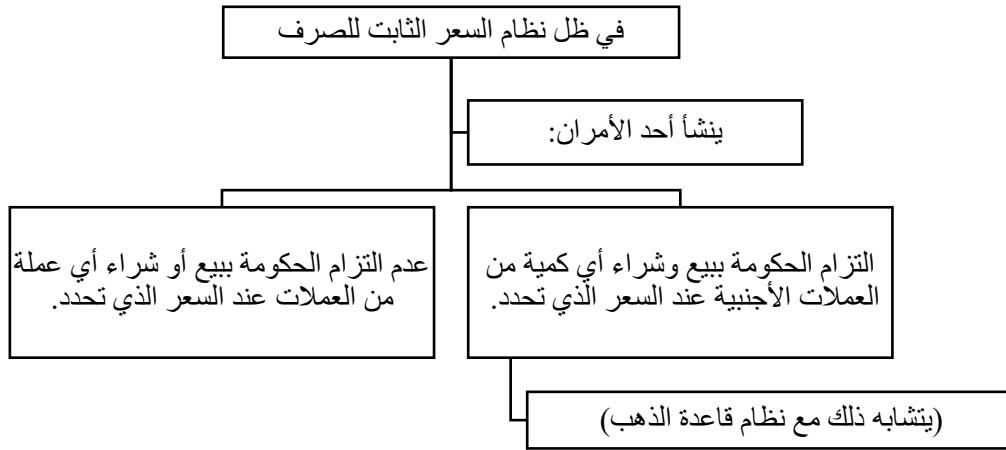 في ظل نظام السعر الثابت للصرف
ينشأ أحد الأمران:
التزام الحكومة ببيع وشراء أي كمية من
العملات الأجنبية عند السعر الذي تحدد.
عدم التزام الحكومة ببيع أو شراء أي عملة
من العملات عند السعر الذي تحدد.
(يتشابه ذلك مع نظام قاعدة الذهب)